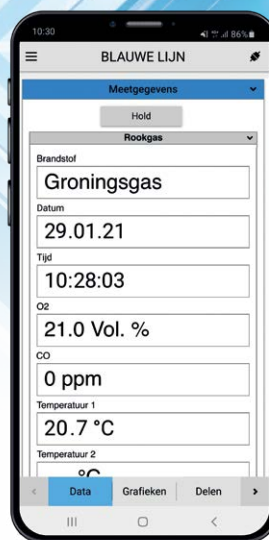 10:30 86%
BLAUWE LIJN
Meetgegevens
Hold
Rookgas
Brandstof
Groningsgas
Datum
29.01.21
Tijd
10:28:03
O2
21.0 Vol. %
CO
0 ppm
Temperatuur 1
20.7 °C
Temperatuur 2
°C
Data Grafieken Delen